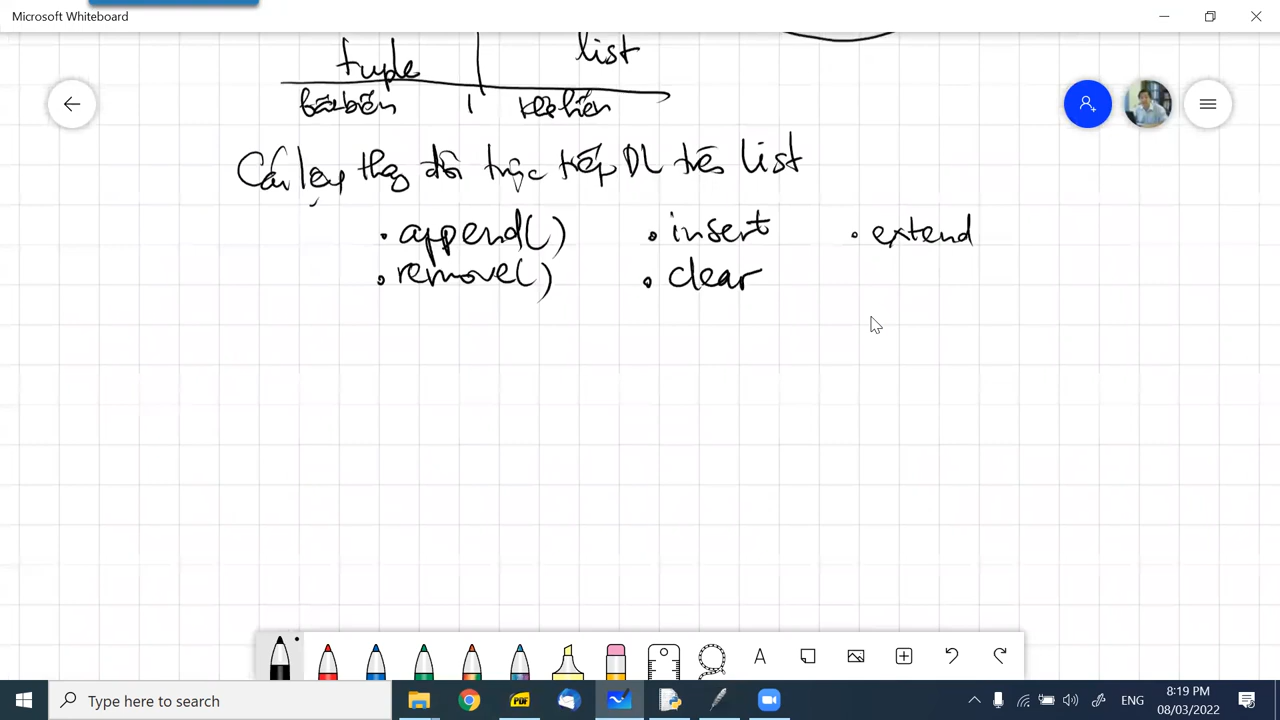 Microsoft Whiteboard
tuple list
bất biến khả biến
Các thay đổi trực tiếp DL trên list
• append() • insert • extend
• remove() • clear
A
Type here to search
PDF
ENG
8:19 PM
08/03/2022